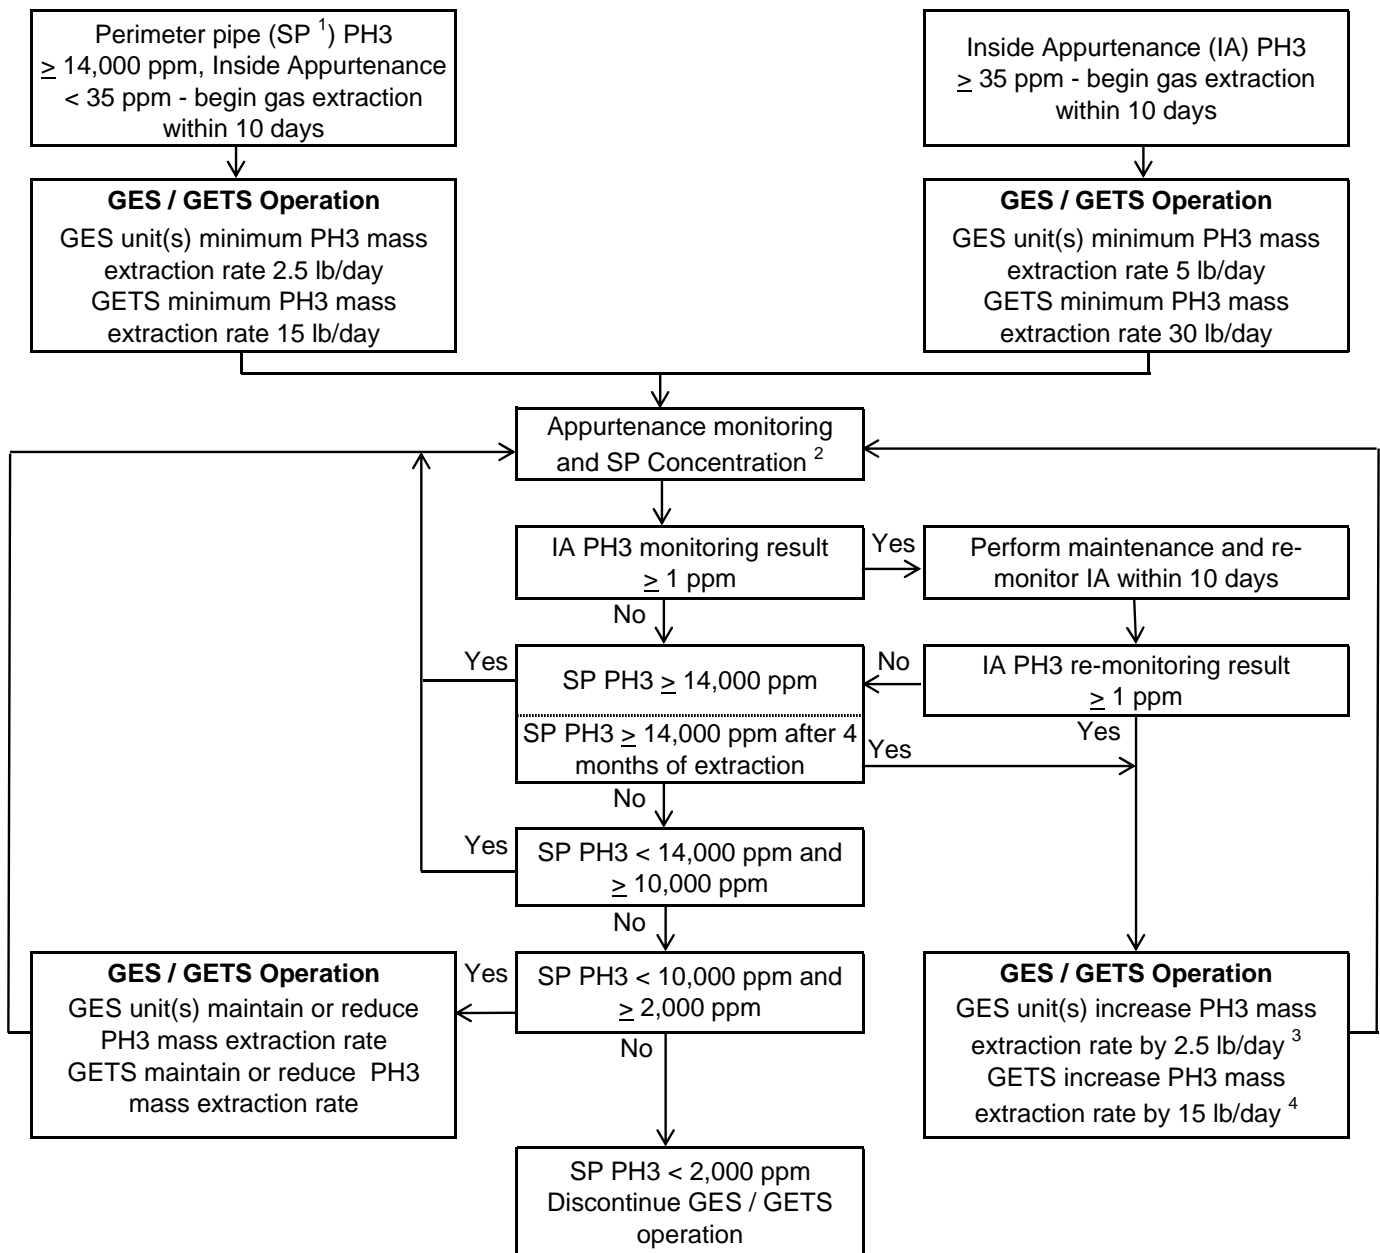 Perimeter pipe (SP 1) PH3
≥ 14,000 ppm, Inside Appurtenance
< 35 ppm - begin gas extraction
within 10 days
Inside Appurtenance (IA) PH3
≥ 35 ppm - begin gas extraction
within 10 days
GES / GETS Operation
GES unit(s) minimum PH3 mass
extraction rate 2.5 lb/day
GETS minimum PH3 mass
extraction rate 15 lb/day
GES / GETS Operation
GES unit(s) minimum PH3 mass
extraction rate 5 lb/day
GETS minimum PH3 mass
extraction rate 30 lb/day
Appurtenance monitoring
and SP Concentration 2
IA PH3 monitoring result
≥ 1 ppm
Yes
Perform maintenance and re-
monitor IA within 10 days
No
Yes
SP PH3 ≥ 14,000 ppm
No
IA PH3 re-monitoring result
≥ 1 ppm
SP PH3 ≥ 14,000 ppm after 4
months of extraction
Yes
Yes
No
Yes
SP PH3 < 14,000 ppm and
≥ 10,000 ppm
No
GES / GETS Operation
GES unit(s) maintain or reduce
PH3 mass extraction rate
GETS maintain or reduce PH3
mass extraction rate
Yes
SP PH3 < 10,000 ppm and
≥ 2,000 ppm
GES / GETS Operation
GES unit(s) increase PH3 mass
extraction rate by 2.5 lb/day 3
GETS increase PH3 mass
extraction rate by 15 lb/day 4
No
SP PH3 < 2,000 ppm
Discontinue GES / GETS
operation